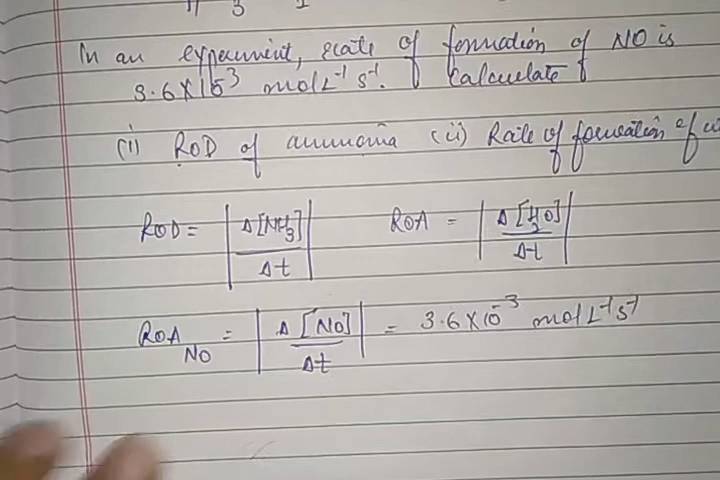 In an experiment, rate of formation of NO is
3.6×10⁻³ mol L⁻¹ s⁻¹. Calculate
(i) ROD of ammonia (ii) Rate of formation of
ROD = |Δ[NH₃]/Δt| ROA = |Δ[H₂O]/Δt|
ROA NO = |Δ[NO]/Δt| = 3.6×10⁻³ mol L⁻¹ s⁻¹